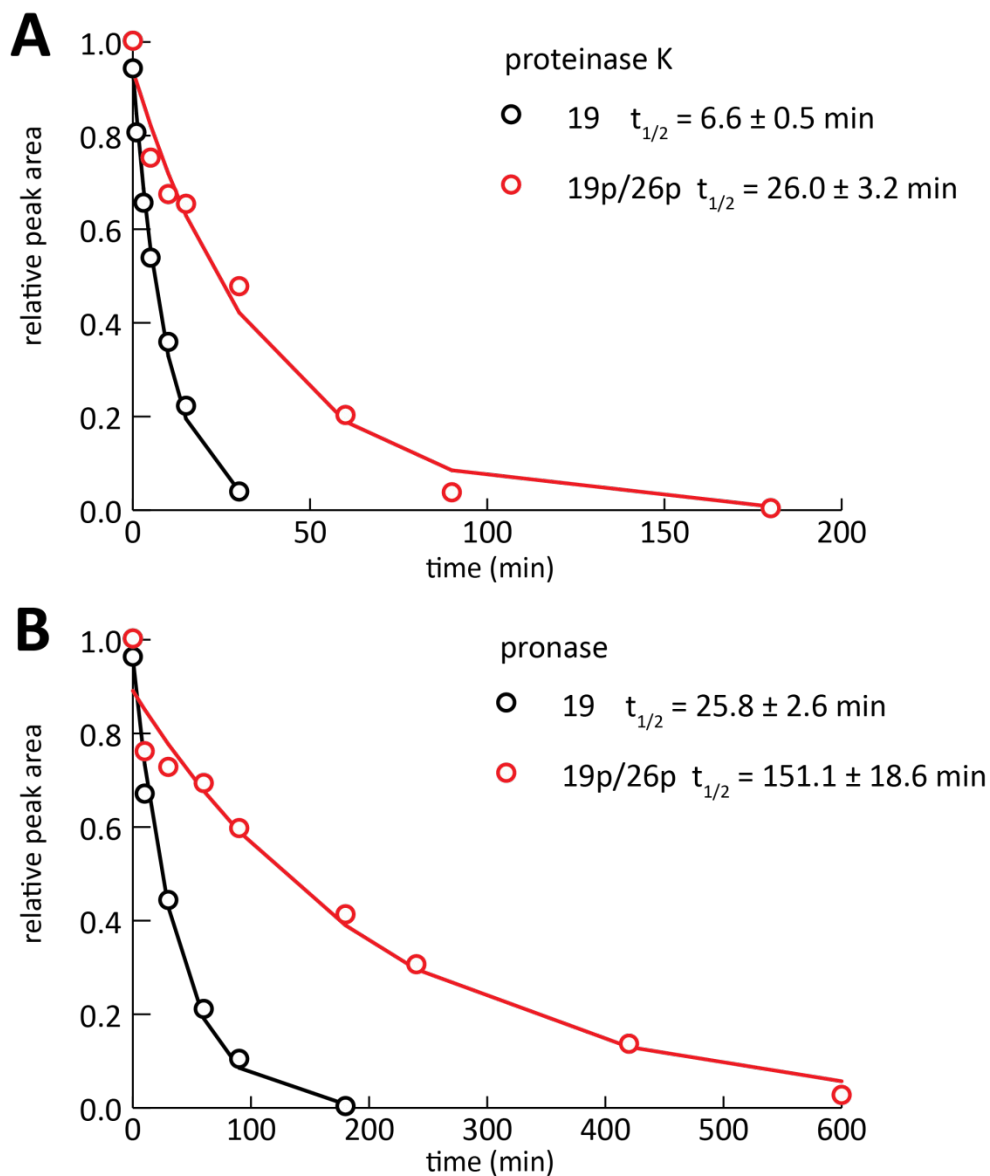 A
1.0
0.8
0.6
0.4
0.2
0.0
relative peak area
proteinase K
19 t1/2 = 6.6 ± 0.5 min
19p/26p t1/2 = 26.0 ± 3.2 min
0 50 100 150 200
time (min)
B
1.0
0.8
0.6
0.4
0.2
0.0
relative peak area
pronase
19 t1/2 = 25.8 ± 2.6 min
19p/26p t1/2 = 151.1 ± 18.6 min
0 100 200 300 400 500 600
time (min)